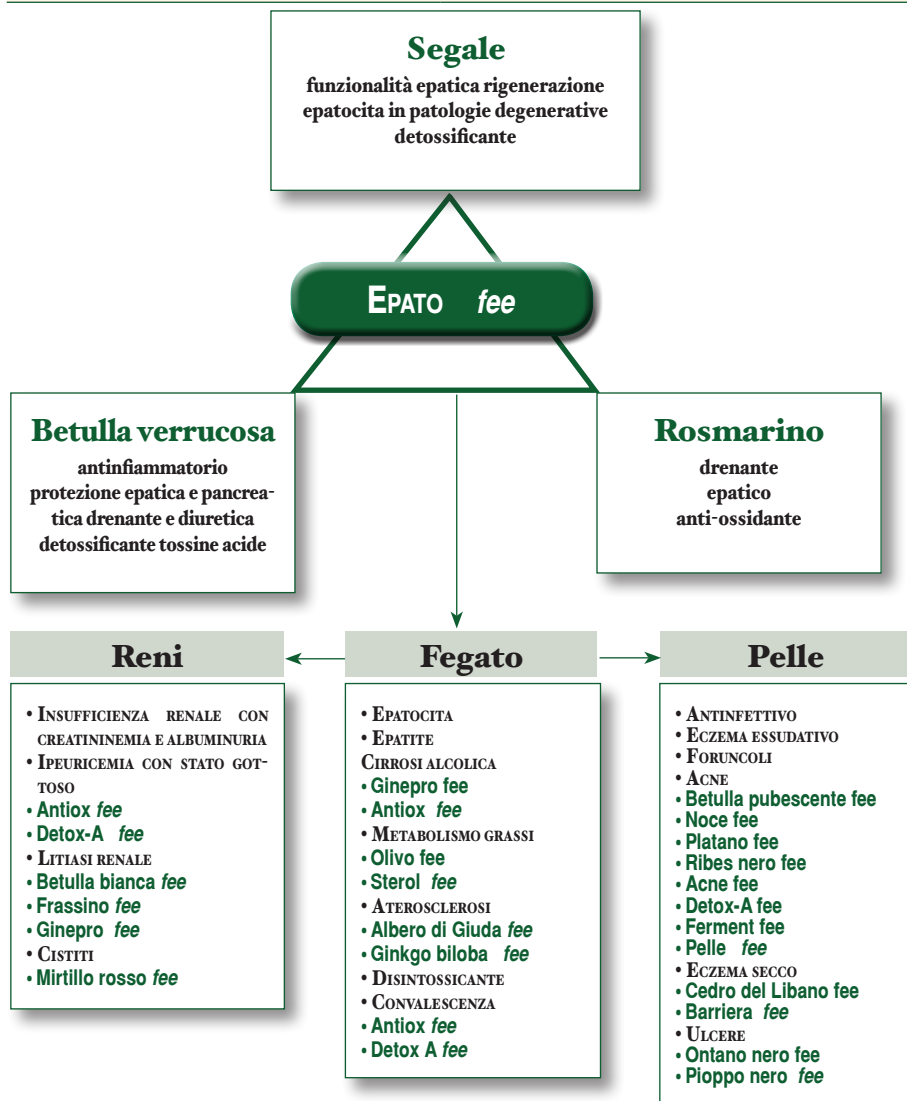 Segale
funzionalità epatica rigenerazione
epatocita in patologie degenerative
detossificante
EPATO fee
Betulla verrucosa
antinfiammatorio
protezione epatica e pancrea-
tica drenante e diuretica
detossificante tossine acide
Rosmarino
drenante
epatico
anti-ossidante
Reni
• INSUFFICIENZA RENALE CON
CREATININEMIA E ALBUMINURIA
• IPEURICEMIA CON STATO GOT-
TOSO
• Antiox fee
• Detox-A fee
• LITIASI RENALE
• Betulla bianca fee
• Frassino fee
• Ginepro fee
• CISTITI
• Mirtillo rosso fee
Fegato
• EPATOCITA
• EPATITE
CIRROSI ALCOLICA
• Ginepro fee
• Antiox fee
• METABOLISMO GRASSI
• Olivo fee
• Sterol fee
• ATEROSCLEROSI
• Albero di Giuda fee
• Ginkgo biloba fee
• DISINTOSSICANTE
• CONVALESCENZA
• Antiox fee
• Detox A fee
Pelle
• ANTINFETTIVO
• ECZEMA ESSUDATIVO
• FORUNCOLI
• ACNE
• Betulla pubescente fee
• Noce fee
• Platano fee
• Ribes nero fee
• Acne fee
• Detox-A fee
• Ferment fee
• Pelle fee
• ECZEMA SECCO
• Cedro del Libano fee
• Barriera fee
• ULCERE
• Ontano nero fee
• Pioppo nero fee